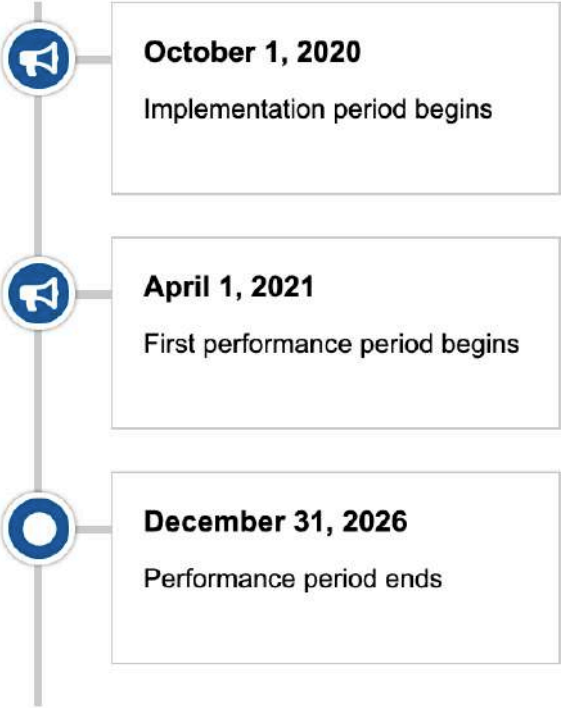 October 1, 2020
Implementation period begins
April 1, 2021
First performance period begins
December 31, 2026
Performance period ends